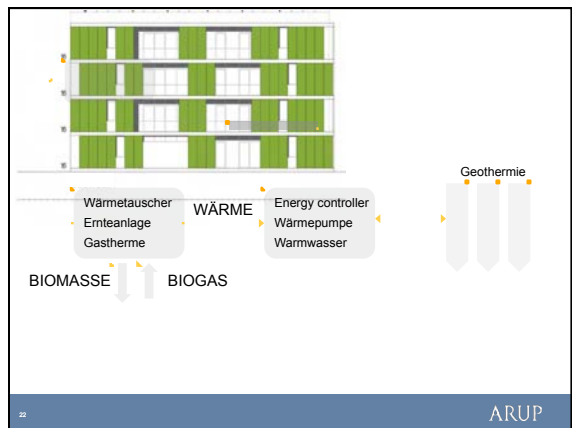 Geothermie
Wärmetauscher
Ernteanlage
Gastherme
WÄRME
Energy controller
Wärmepumpe
Warmwasser
BIOMASSE
BIOGAS
22
ARUP